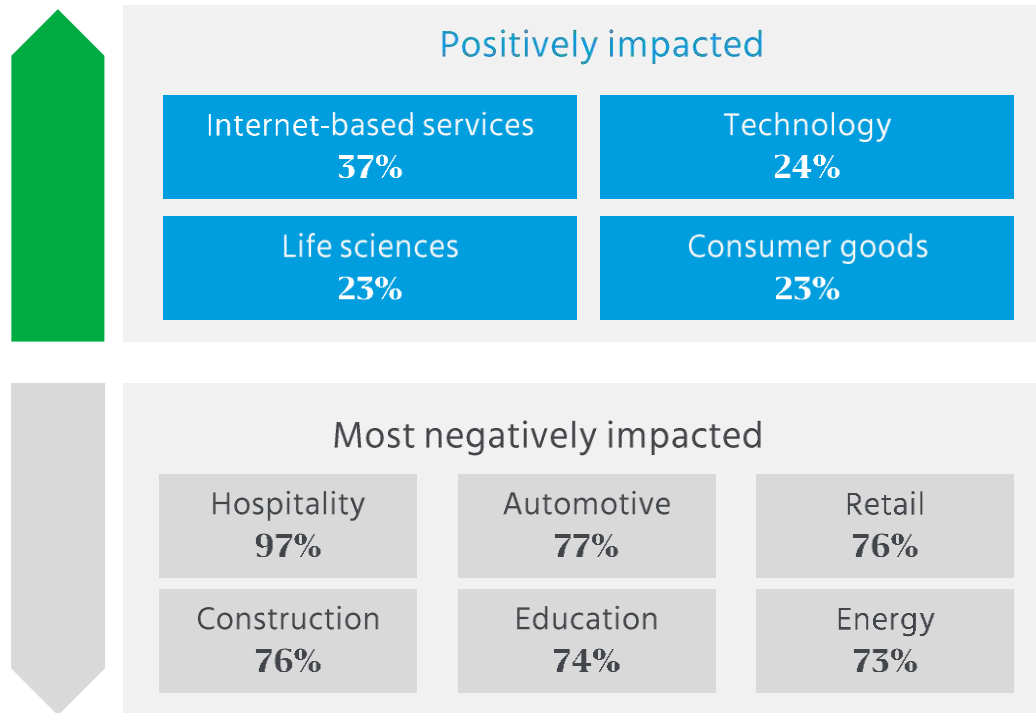 Positively impacted
Internet-based services
37%
Technology
24%
Life sciences
23%
Consumer goods
23%
Most negatively impacted
Hospitality
97%
Automotive
77%
Retail
76%
Construction
76%
Education
74%
Energy
73%